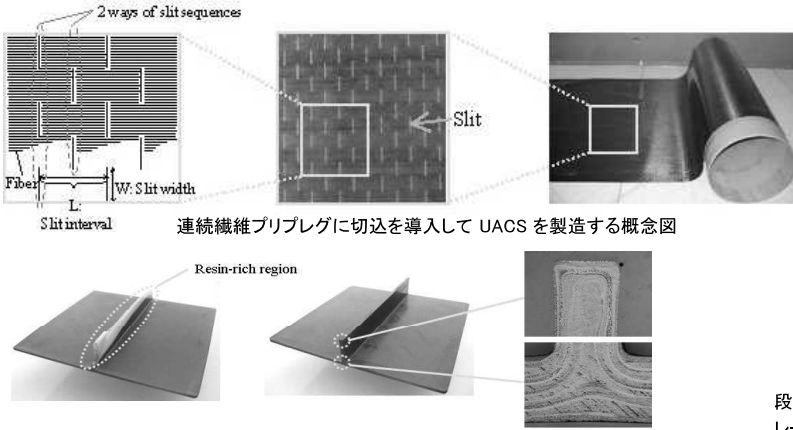 2 ways of slit sequences
Slit
Fiber
W: Slit width
L:
Slit interval
連続繊維プリプレグに切込を導入して UACS を製造する概念図
Resin-rich region
段